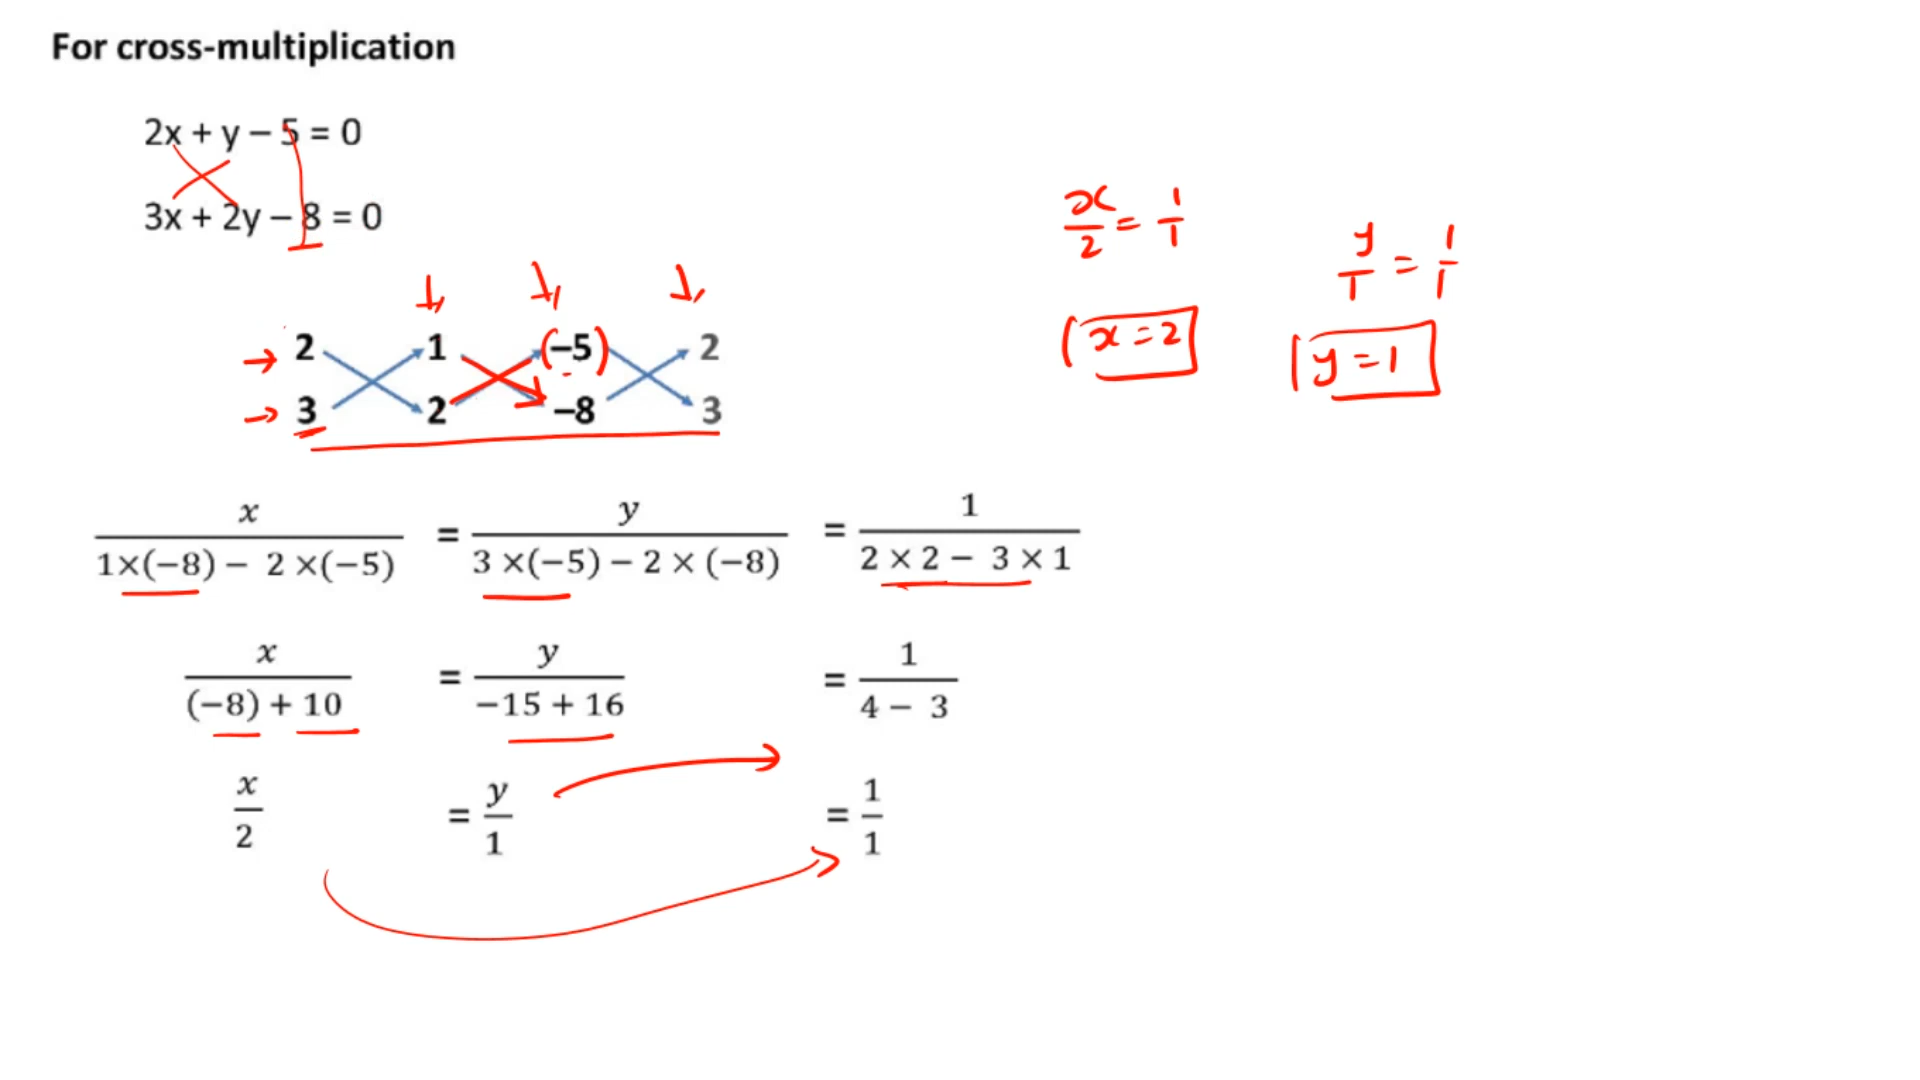 For cross-multiplication
2x + y – 5 = 0
3x + 2y – 8 = 0
2 1 (–5) 2
3 2 –8 3
x/2 = 1/1
x = 2
y/1 = 1/1
y = 1
x/(1×(−8) − 2 ×(−5)) = y/(3 ×(−5) − 2 × (−8)) = 1/(2 × 2 − 3 × 1)
x/((−8) + 10) = y/(−15 + 16) = 1/(4 − 3)
x/2 = y/1 = 1/1